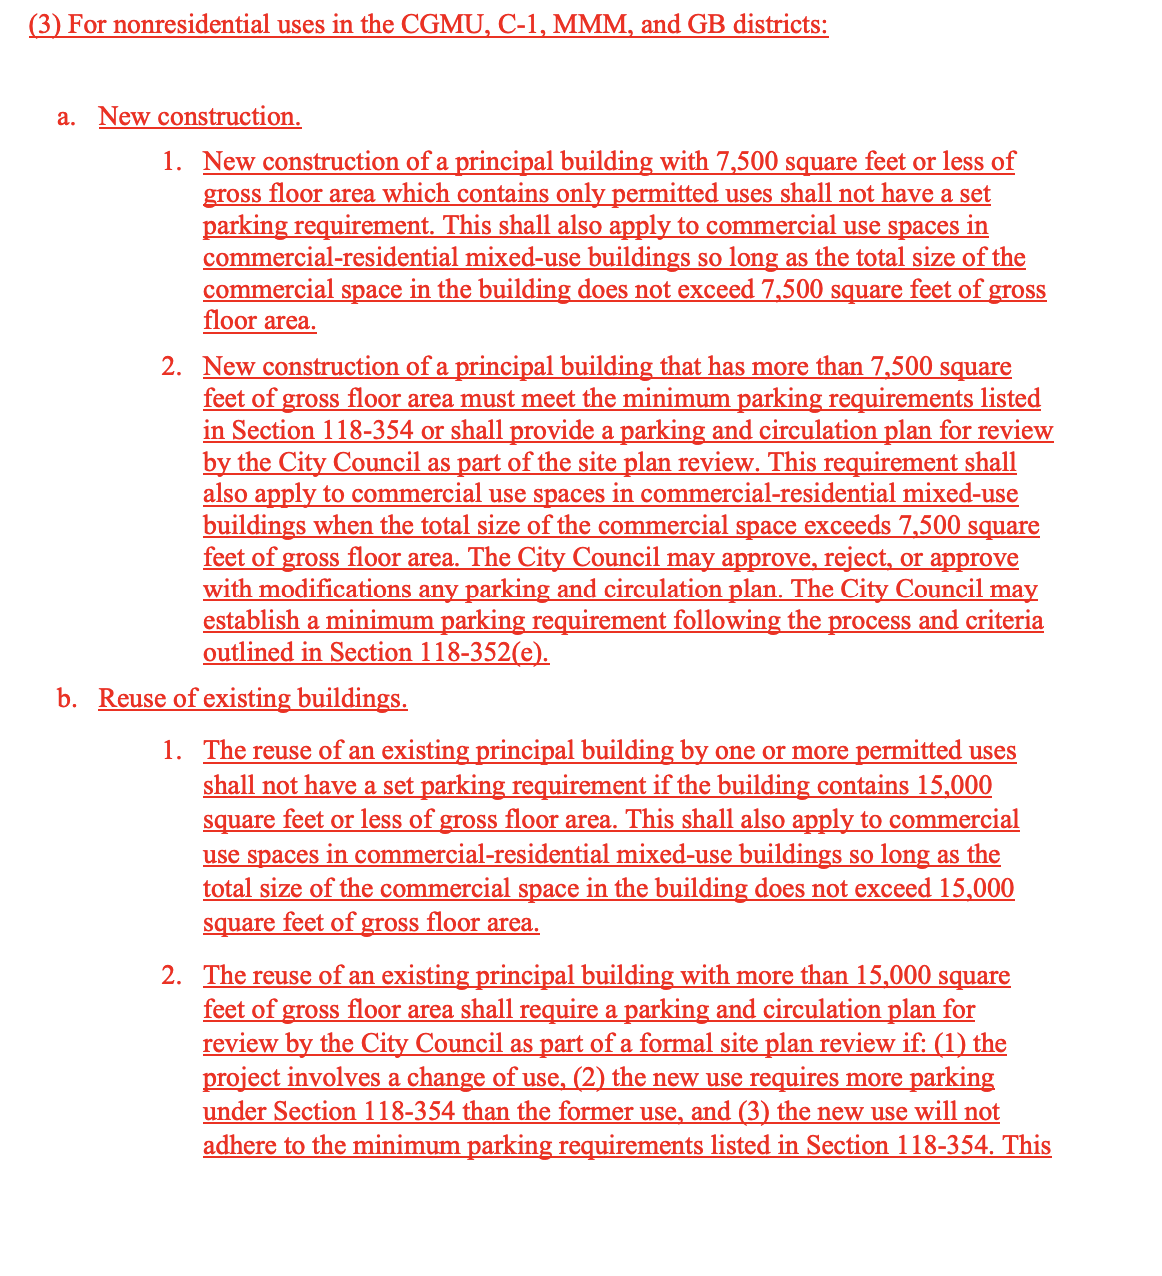 (3) For nonresidential uses in the CGMU, C-1, MMM, and GB districts:
a. New construction.
1. New construction of a principal building with 7,500 square feet or less of
gross floor area which contains only permitted uses shall not have a set
parking requirement. This shall also apply to commercial use spaces in
commercial-residential mixed-use buildings so long as the total size of the
commercial space in the building does not exceed 7,500 square feet of gross
floor area.
2. New construction of a principal building that has more than 7,500 square
feet of gross floor area must meet the minimum parking requirements listed
in Section 118-354 or shall provide a parking and circulation plan for review
by the City Council as part of the site plan review. This requirement shall
also apply to commercial use spaces in commercial-residential mixed-use
buildings when the total size of the commercial space exceeds 7,500 square
feet of gross floor area. The City Council may approve, reject, or approve
with modifications any parking and circulation plan. The City Council may
establish a minimum parking requirement following the process and criteria
outlined in Section 118-352(e).
b. Reuse of existing buildings.
1. The reuse of an existing principal building by one or more permitted uses
shall not have a set parking requirement if the building contains 15,000
square feet or less of gross floor area. This shall also apply to commercial
use spaces in commercial-residential mixed-use buildings so long as the
total size of the commercial space in the building does not exceed 15,000
square feet of gross floor area.
2. The reuse of an existing principal building with more than 15,000 square
feet of gross floor area shall require a parking and circulation plan for
review by the City Council as part of a formal site plan review if: (1) the
project involves a change of use, (2) the new use requires more parking
under Section 118-354 than the former use, and (3) the new use will not
adhere to the minimum parking requirements listed in Section 118-354. This